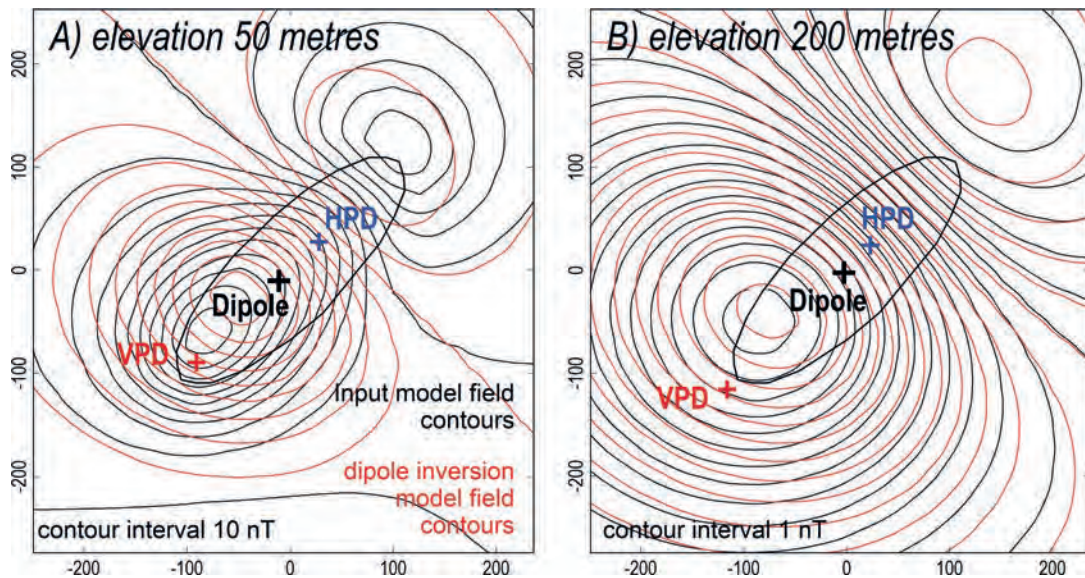 A) elevation 50 metres
200
100
0
-100
-200
HPD
Dipole
VPD
Input model field
contours
dipole inversion
model field
contours
contour interval 10 nT
-200
-100
0
100
200
B) elevation 200 metres
200
100
0
-100
-200
HPD
Dipole
VPD
contour interval 1 nT
-200
-100
0
100
200